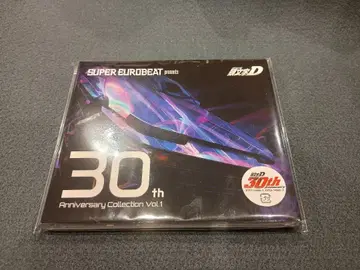 SUPER EUROBEAT presents
頭文字D
30th
Anniversary Collection Vol.1
頭文字D
30th